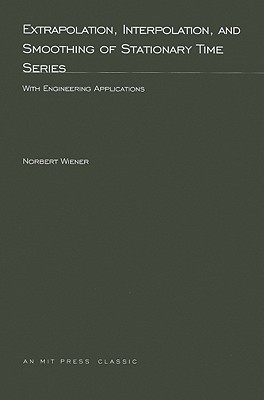 Extrapolation, Interpolation, and
Smoothing of Stationary Time
Series
With Engineering Applications
Norbert Wiener
AN MIT PRESS CLASSIC